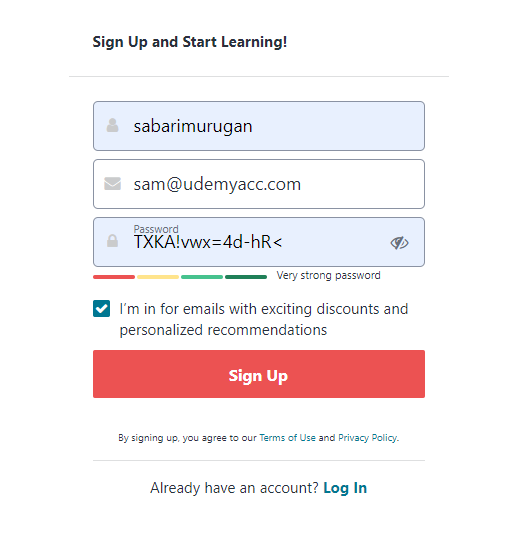 Sign Up and Start Learning!
sabarimurugan
sam@udemyacc.com
Password
TXKA!vwx=4d-hR<
Very strong password
I'm in for emails with exciting discounts and
personalized recommendations
Sign Up
By signing up, you agree to our Terms of Use and Privacy Policy.
Already have an account? Log In